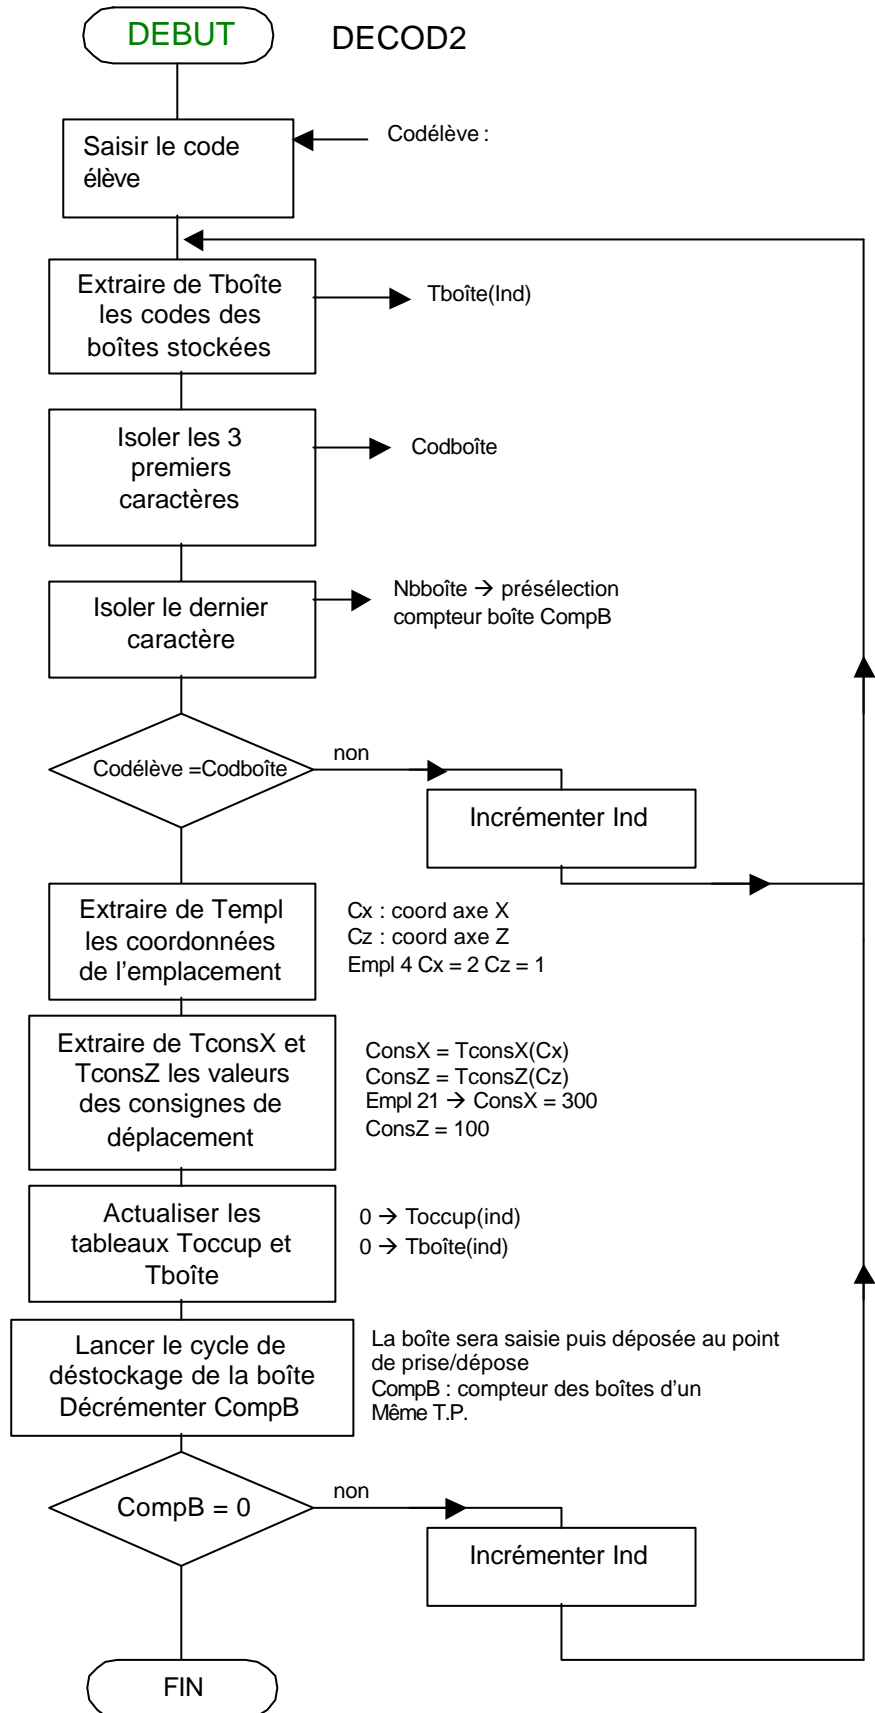 DEBUT
DECOD2
Saisir le code
élève
Codélève :
Extraire de Tboîte
les codes des
boîtes stockées
Tboîte(Ind)
Isoler les 3
premiers
caractères
Codboîte
Isoler le dernier
caractère
Nbboîte → présélection
compteur boîte CompB
Codélève =Codboîte
non
Incrémenter Ind
Extraire de Templ
les coordonnées
de l'emplacement
Cx : coord axe X
Cz : coord axe Z
Empl 4 Cx = 2 Cz = 1
Extraire de TconsX et
TconsZ les valeurs
des consignes de
déplacement
ConsX = TconsX(Cx)
ConsZ = TconsZ(Cz)
Empl 21 → ConsX = 300
ConsZ = 100
Actualiser les
tableaux Toccup et
Tboîte
0 → Toccup(ind)
0 → Tboîte(ind)
Lancer le cycle de
déstockage de la boîte
Décrémenter CompB
La boîte sera saisie puis déposée au point
de prise/dépose
CompB : compteur des boîtes d'un
Même T.P.
CompB = 0
non
Incrémenter Ind
FIN